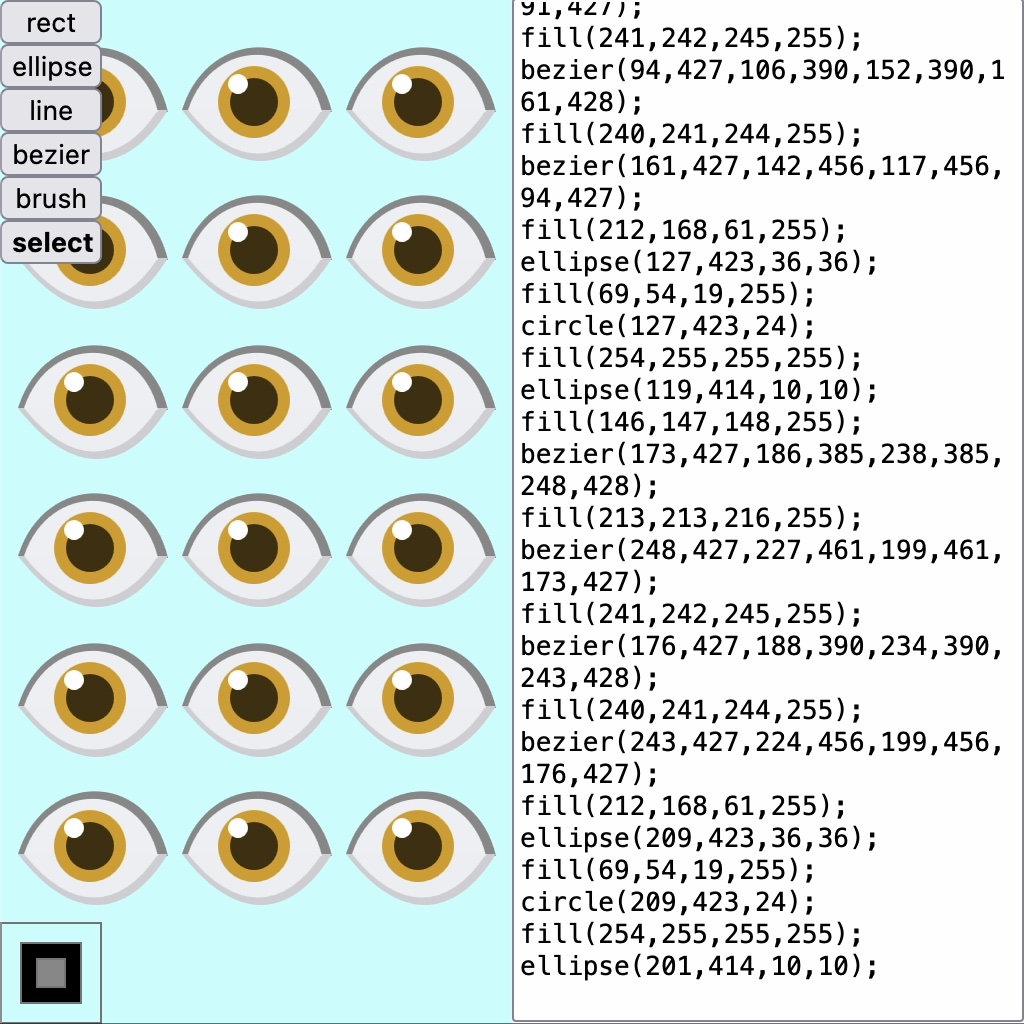 rect
ellipse
line
bezier
brush
select
91,427);
fill(241,242,245,255);
bezier(94,427,106,390,152,390,1
61,428);
fill(240,241,244,255);
bezier(161,427,142,456,117,456,
94,427);
fill(212,168,61,255);
ellipse(127,423,36,36);
fill(69,54,19,255);
circle(127,423,24);
fill(254,255,255,255);
ellipse(119,414,10,10);
fill(146,147,148,255);
bezier(173,427,186,385,238,385,
248,428);
fill(213,213,216,255);
bezier(248,427,227,461,199,461,
173,427);
fill(241,242,245,255);
bezier(176,427,188,390,234,390,
243,428);
fill(240,241,244,255);
bezier(243,427,224,456,199,456,
176,427);
fill(212,168,61,255);
ellipse(209,423,36,36);
fill(69,54,19,255);
circle(209,423,24);
fill(254,255,255,255);
ellipse(201,414,10,10);